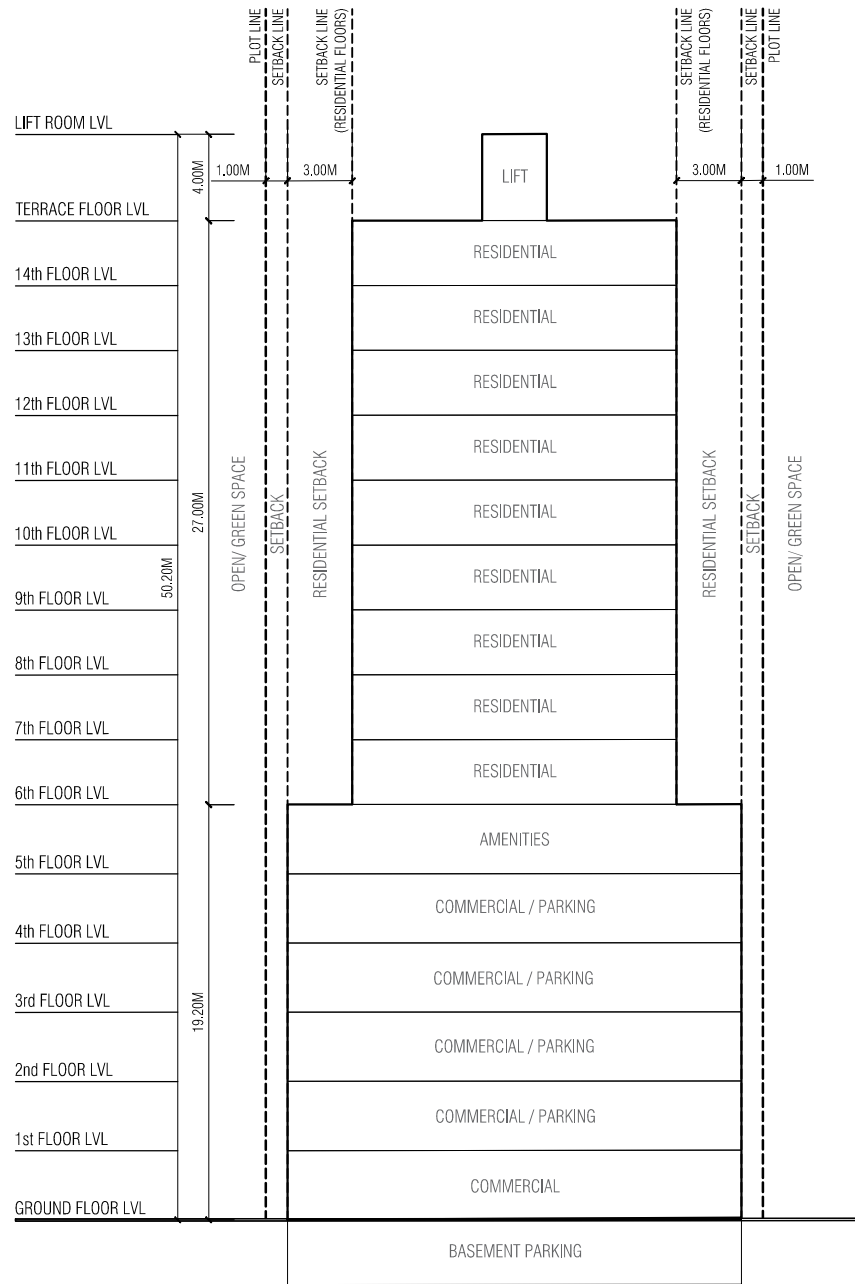 PLOT LINE
SETBACK LINE
SETBACK LINE
(RESIDENTIAL FLOORS)
SETBACK LINE
(RESIDENTIAL FLOORS)
SETBACK LINE
PLOT LINE
LIFT ROOM LVL
4.00M
1.00M
3.00M
LIFT
3.00M
1.00M
TERRACE FLOOR LVL
RESIDENTIAL
14th FLOOR LVL
RESIDENTIAL
13th FLOOR LVL
RESIDENTIAL
12th FLOOR LVL
RESIDENTIAL
11th FLOOR LVL
RESIDENTIAL
10th FLOOR LVL
RESIDENTIAL
9th FLOOR LVL
RESIDENTIAL
8th FLOOR LVL
RESIDENTIAL
7th FLOOR LVL
RESIDENTIAL
6th FLOOR LVL
50.20M
27.00M
OPEN/ GREEN SPACE
SETBACK
RESIDENTIAL SETBACK
RESIDENTIAL SETBACK
SETBACK
OPEN/ GREEN SPACE
AMENITIES
5th FLOOR LVL
COMMERCIAL / PARKING
4th FLOOR LVL
COMMERCIAL / PARKING
3rd FLOOR LVL
19.20M
COMMERCIAL / PARKING
2nd FLOOR LVL
COMMERCIAL / PARKING
1st FLOOR LVL
COMMERCIAL
GROUND FLOOR LVL
BASEMENT PARKING